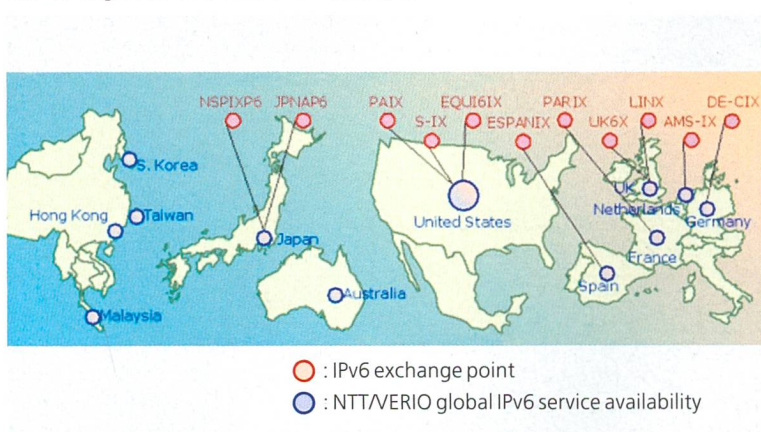 NSPIXP6 JPNAP6 PAIX EQUI6IX PARIX LINX DE-CIX
S-IX ESPANIX UK6X AMS-IX
S. Korea
UK
Hong Kong Taiwan Netherlands
United States Germany
Japan
France
Australia Spain
Malaysia
: IPv6 exchange point
: NTT/VERIO global IPv6 service availability